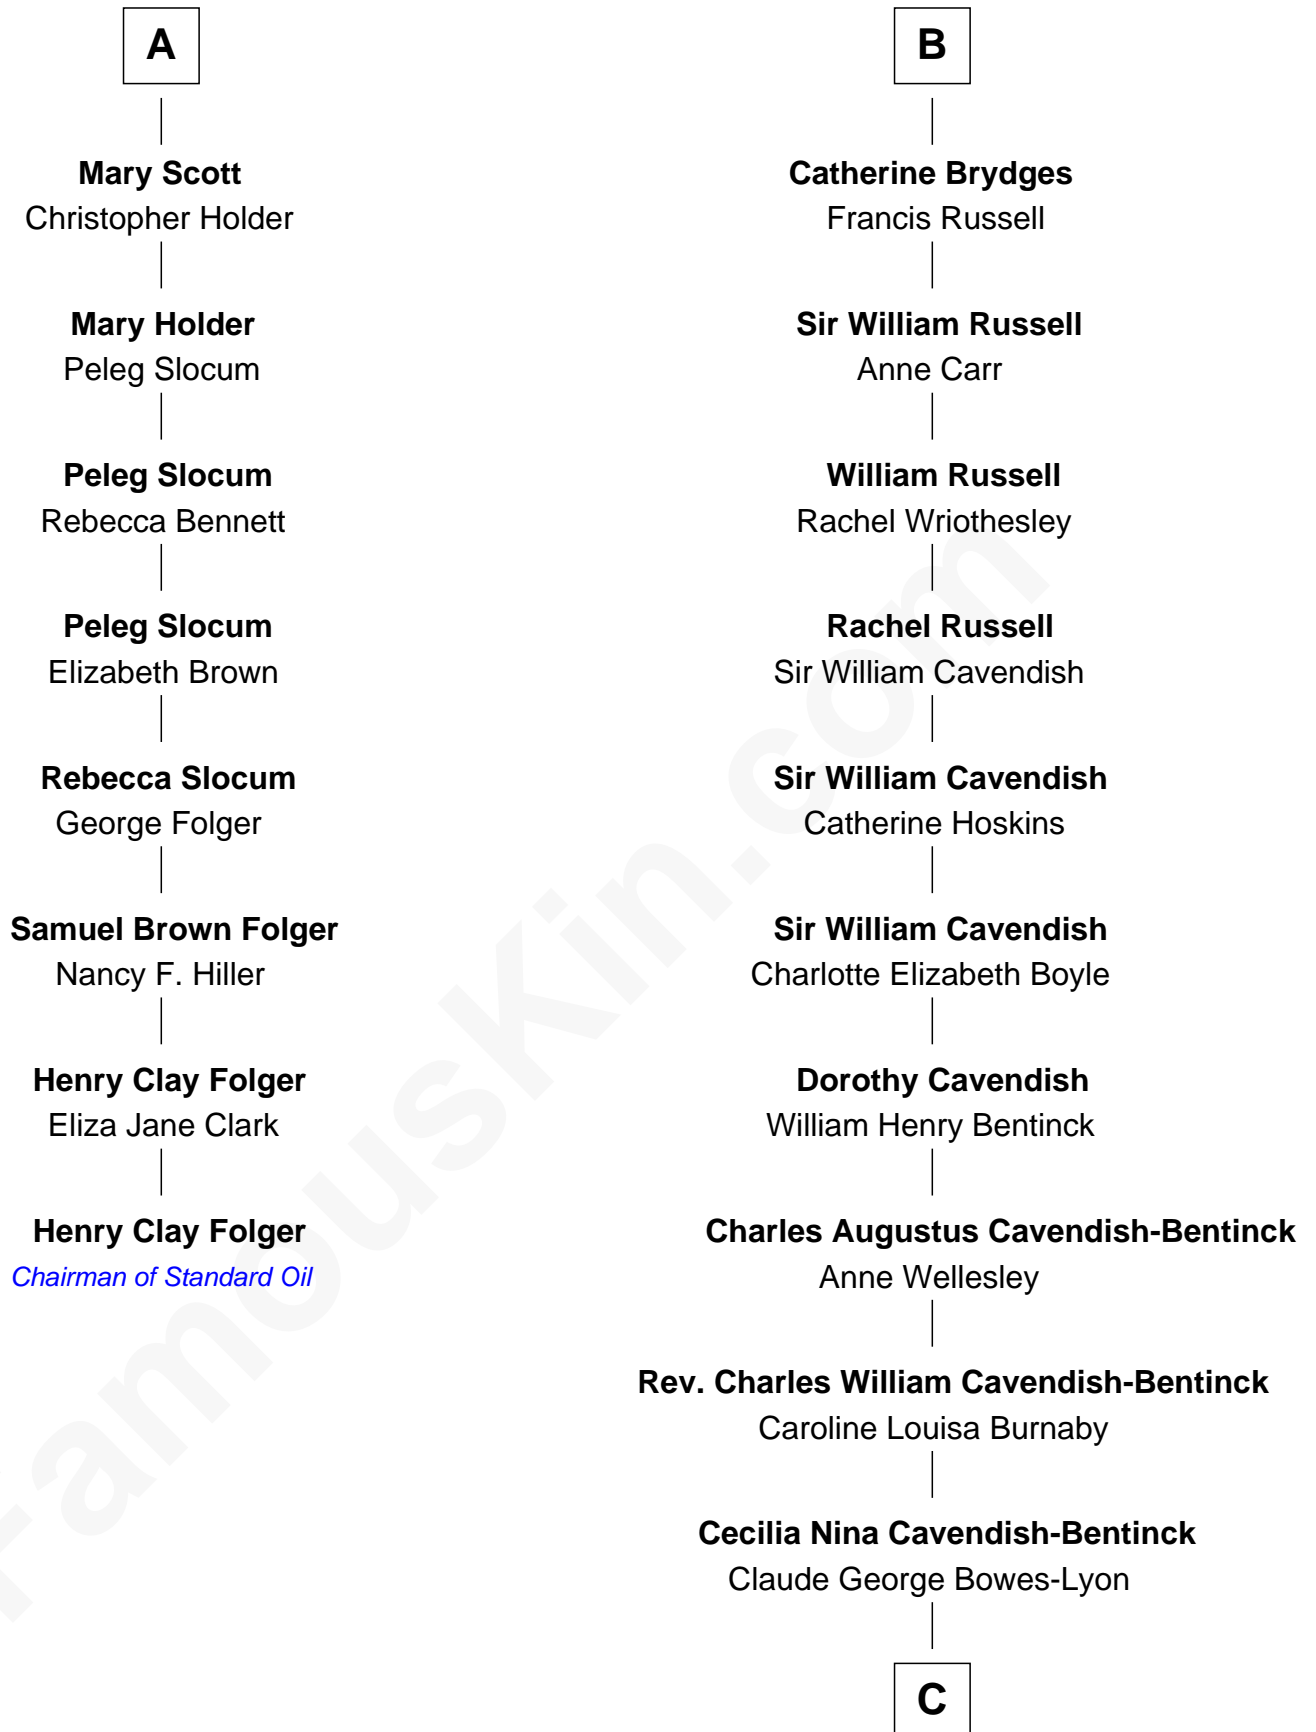 A
Mary Scott
Christopher Holder
Mary Holder
Peleg Slocum
Peleg Slocum
Rebecca Bennett
Peleg Slocum
Elizabeth Brown
Rebecca Slocum
George Folger
Samuel Brown Folger
Nancy F. Hiller
Henry Clay Folger
Eliza Jane Clark
Henry Clay Folger
Chairman of Standard Oil
B
Catherine Brydges
Francis Russell
Sir William Russell
Anne Carr
William Russell
Rachel Wriothesley
Rachel Russell
Sir William Cavendish
Sir William Cavendish
Catherine Hoskins
Sir William Cavendish
Charlotte Elizabeth Boyle
Dorothy Cavendish
William Henry Bentinck
Charles Augustus Cavendish-Bentinck
Anne Wellesley
Rev. Charles William Cavendish-Bentinck
Caroline Louisa Burnaby
Cecilia Nina Cavendish-Bentinck
Claude George Bowes-Lyon
C
FamousKin.com